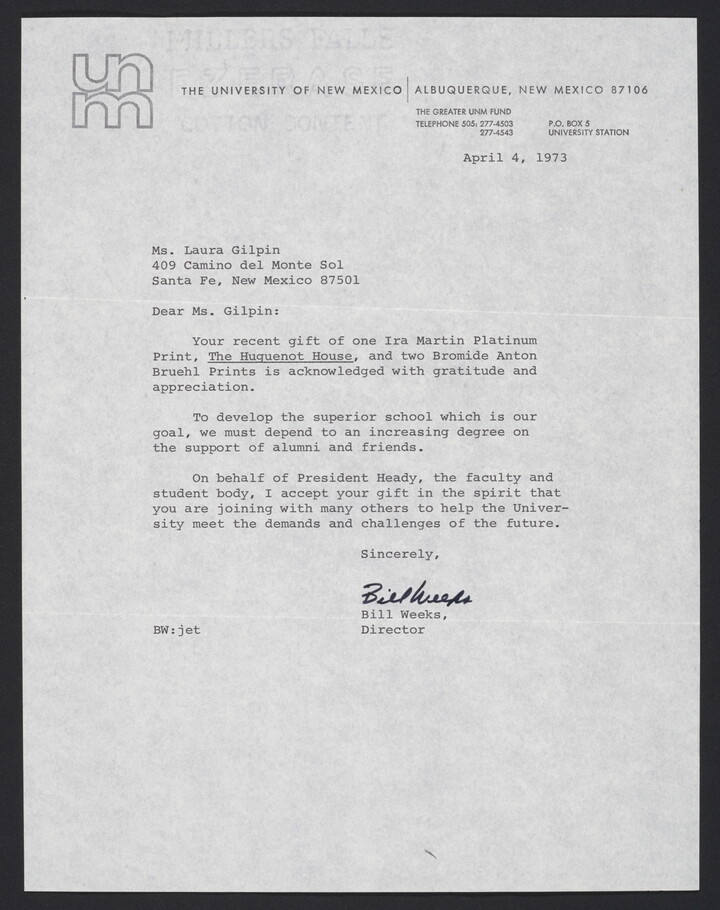 MILLERS FALLS
unm
THE UNIVERSITY OF NEW MEXICO | ALBUQUERQUE, NEW MEXICO 87106
THE GREATER UNM FUND
TELEPHONE 505: 277-4503 P.O. BOX 5
277-4543 UNIVERSITY STATION
April 4, 1973
Ms. Laura Gilpin
409 Camino del Monte Sol
Santa Fe, New Mexico 87501
Dear Ms. Gilpin:
Your recent gift of one Ira Martin Platinum
Print, The Huguenot House, and two Bromide Anton
Bruehl Prints is acknowledged with gratitude and
appreciation.
To develop the superior school which is our
goal, we must depend to an increasing degree on
the support of alumni and friends.
On behalf of President Heady, the faculty and
student body, I accept your gift in the spirit that
you are joining with many others to help the Univer-
sity meet the demands and challenges of the future.
Sincerely,
Bill Weeks
Bill Weeks,
BW:jet Director